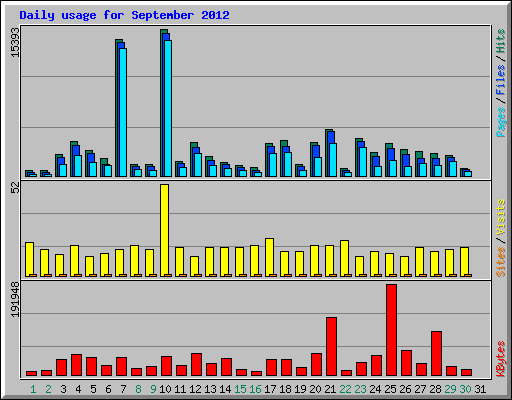 Daily usage for September 2012
15393
Pages / Files / Hits
52
Sites / Visits
191948
KBytes
1 2 3 4 5 6 7 8 9 10 11 12 13 14 15 16 17 18 19 20 21 22 23 24 25 26 27 28 29 30 31